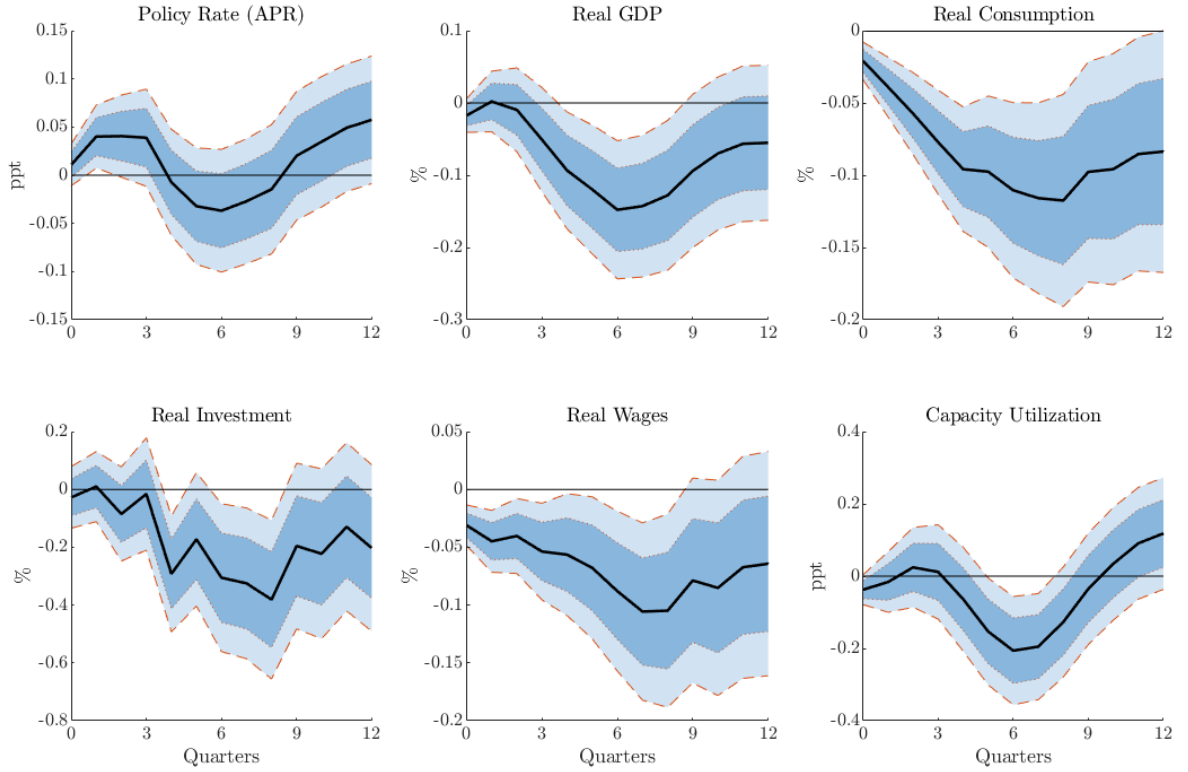 Policy Rate (APR)
0.15
0.1
0.05
0
-0.05
-0.1
-0.15
ppt
0 3 6 9 12
Real GDP
0.1
0
-0.1
-0.2
-0.3
%
0 3 6 9 12
Real Consumption
0
-0.05
-0.1
-0.15
-0.2
%
0 3 6 9 12
Real Investment
0.2
0
-0.2
-0.4
-0.6
-0.8
%
0 3 6 9 12
Quarters
Real Wages
0.05
0
-0.05
-0.1
-0.15
-0.2
%
0 3 6 9 12
Quarters
Capacity Utilization
0.4
0.2
0
-0.2
-0.4
ppt
0 3 6 9 12
Quarters